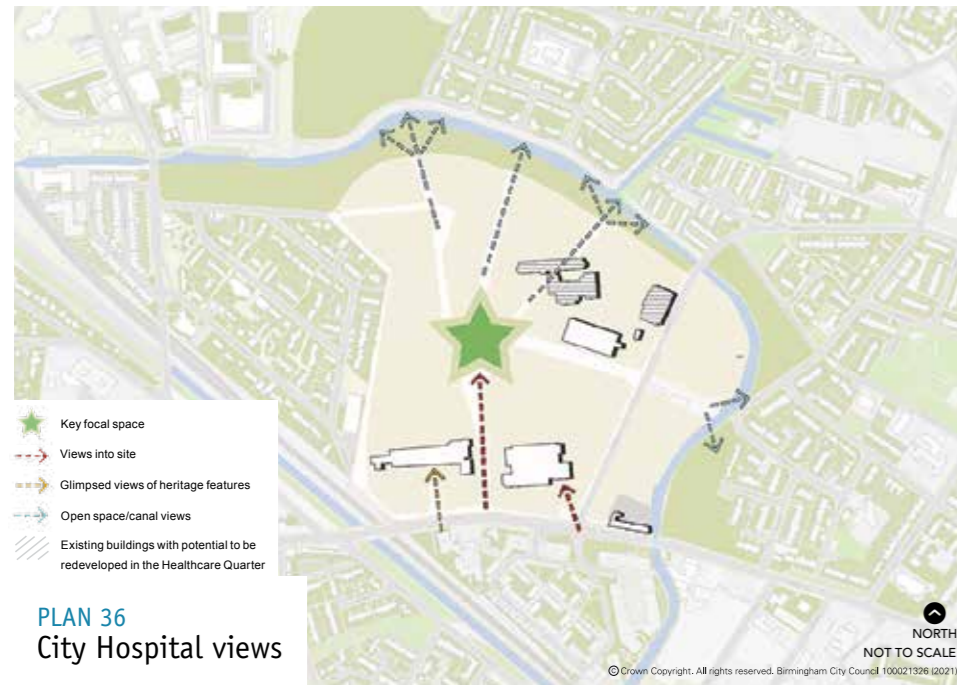 Key focal space
Views into site
Glimpsed views of heritage features
Open space/canal views
Existing buildings with potential to be
redeveloped in the Healthcare Quarter
PLAN 36
City Hospital views
NORTH
NOT TO SCALE
© Crown Copyright. All rights reserved. Birmingham City Council 100021326 (2021)